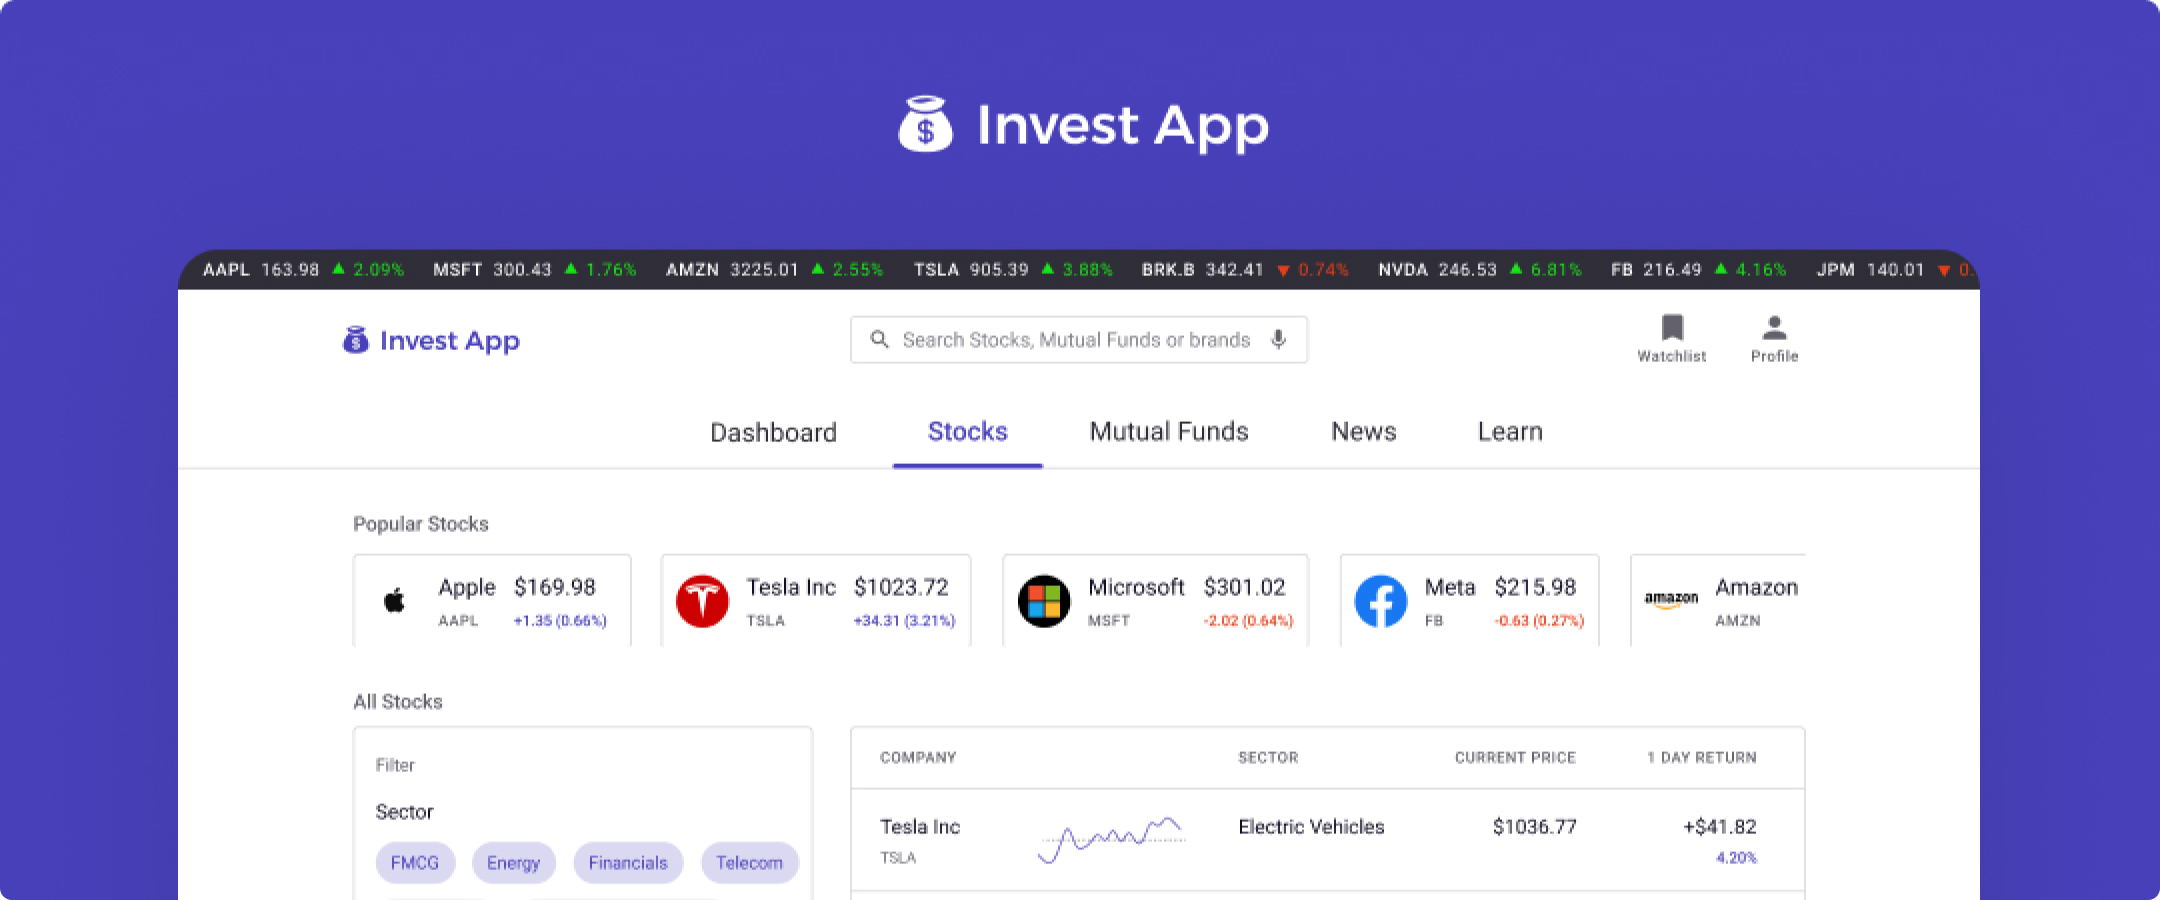 Invest App
AAPL 163.98 ▲ 2.09% MSFT 300.43 ▲ 1.76% AMZN 3225.01 ▲ 2.55% TSLA 905.39 ▲ 3.88% BRK.B 342.41 ▼ 0.74% NVDA 246.53 ▲ 6.81% FB 216.49 ▲ 4.16% JPM 140.01 ▼ 0.
Invest App
Search Stocks, Mutual Funds or brands
Watchlist
Profile
Dashboard Stocks Mutual Funds News Learn
Popular Stocks
Apple $169.98
AAPL +1.35 (0.66%)
Tesla Inc $1023.72
TSLA +34.31 (3.21%)
Microsoft $301.02
MSFT -2.02 (0.64%)
Meta $215.98
FB -0.63 (0.27%)
amazon
Amazon
AMZN
All Stocks
Filter
Sector
FMCG Energy Financials Telecom
COMPANY SECTOR CURRENT PRICE 1 DAY RETURN
Tesla Inc Electric Vehicles $1036.77 +$41.82
TSLA 4.20%